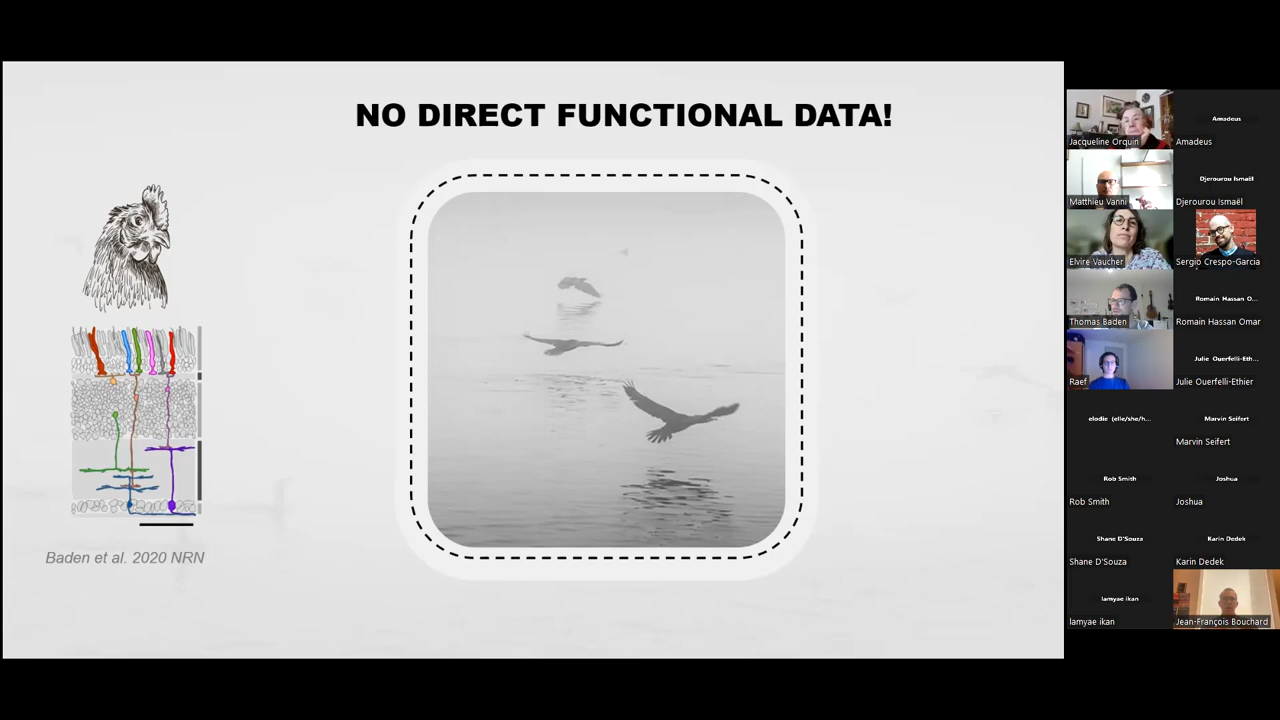 NO DIRECT FUNCTIONAL DATA!
Baden et al. 2020 NRN
Jacqueline Orquin
Amadeus
Amadeus
Matthieu Vanni
Djerourou Ismaël
Djerourou Ismaël
Elvire Vaucher
Sergio Crespo-Garcia
Thomas Baden
Romain Hassan O...
Romain Hassan Omar
Raef
Julie Ouerfelli-Eth...
Julie Ouerfelli-Ethier
elodie (elle/she/h...
Marvin Seifert
Marvin Seifert
Rob Smith
Rob Smith
Joshua
Joshua
Shane D'Souza
Shane D'Souza
Karin Dedek
Karin Dedek
lamyae ikan
lamyae ikan
Jean-François Bouchard